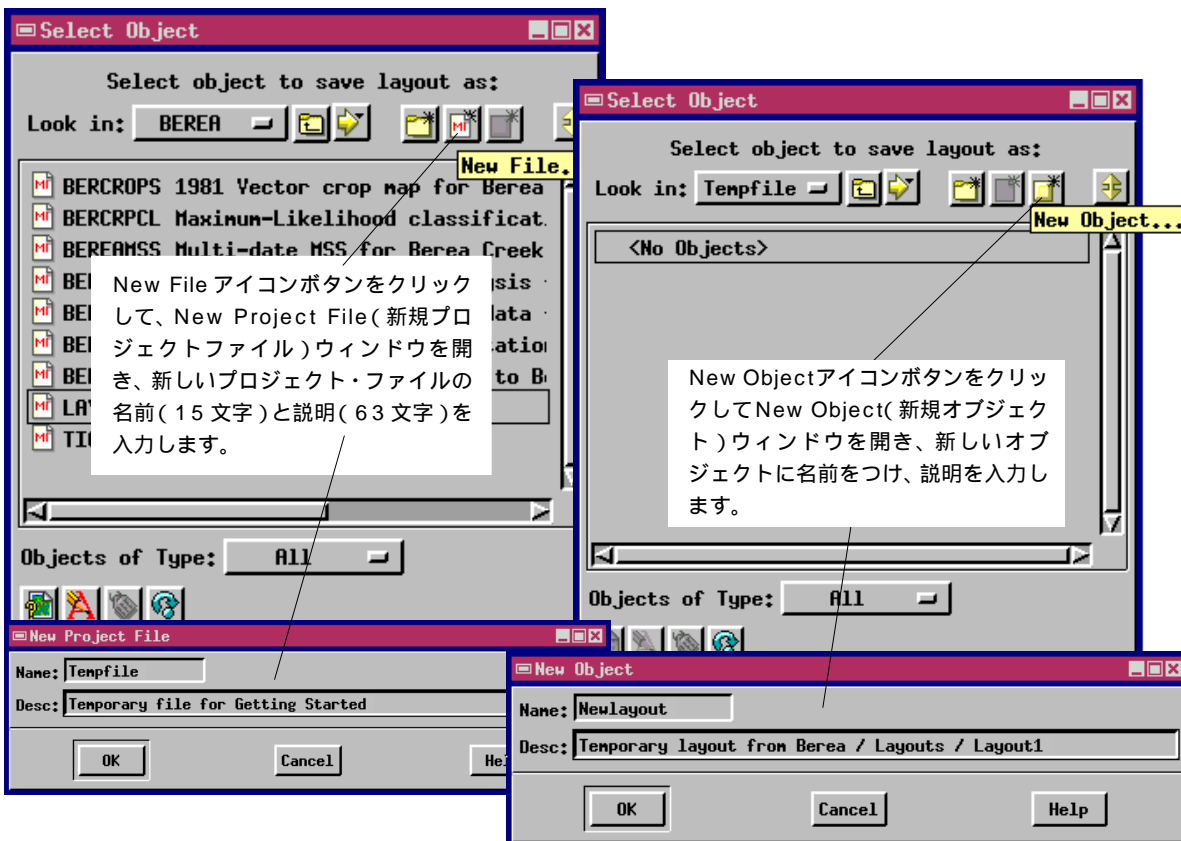 Select Object
Select object to save layout as:
Look in: BEREA
New File.
BERCROPS 1981 Vector crop map for Berea
BERCRPCL Maximum-Likelihood classificat.
BEREAMSS Multi-date MSS for Berea Creek
New File アイコンボタンをクリック
して、New Project File(新規プロ
ジェクトファイル)ウィンドウを開
き、新しいプロジェクト・ファイルの
名前(15文字)と説明(63文字)を
入力します。
Objects of Type: All
New Project File
Name: Tempfile
Desc: Temporary file for Getting Started
OK Cancel
Select Object
Select object to save layout as:
Look in: Tempfile
New Object...
<No Objects>
New Objectアイコンボタンをクリッ
クしてNew Object(新規オブジェク
ト)ウィンドウを開き、新しいオブ
ジェクトに名前をつけ、説明を入力し
ます。
Objects of Type: All
New Object
Name: Newlayout
Desc: Temporary layout from Berea / Layouts / Layout1
OK Cancel Help